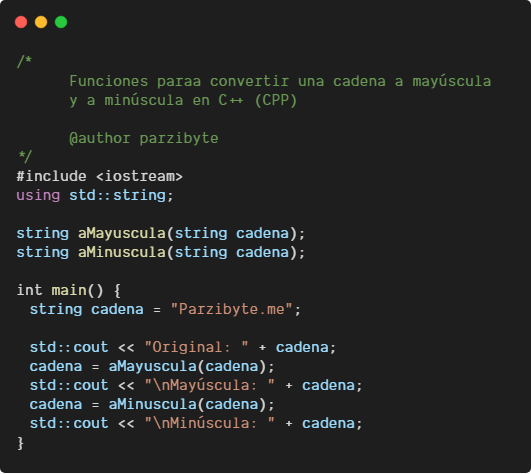 /*
Funciones paraa convertir una cadena a mayúscula
y a minúscula en C++ (CPP)
@author parzibyte
*/
#include <iostream>
using std::string;
string aMayuscula(string cadena);
string aMinuscula(string cadena);
int main() {
string cadena = "Parzibyte.me";
std::cout << "Original: " + cadena;
cadena = aMayuscula(cadena);
std::cout << "\nMayúscula: " + cadena;
cadena = aMinuscula(cadena);
std::cout << "\nMinúscula: " + cadena;
}